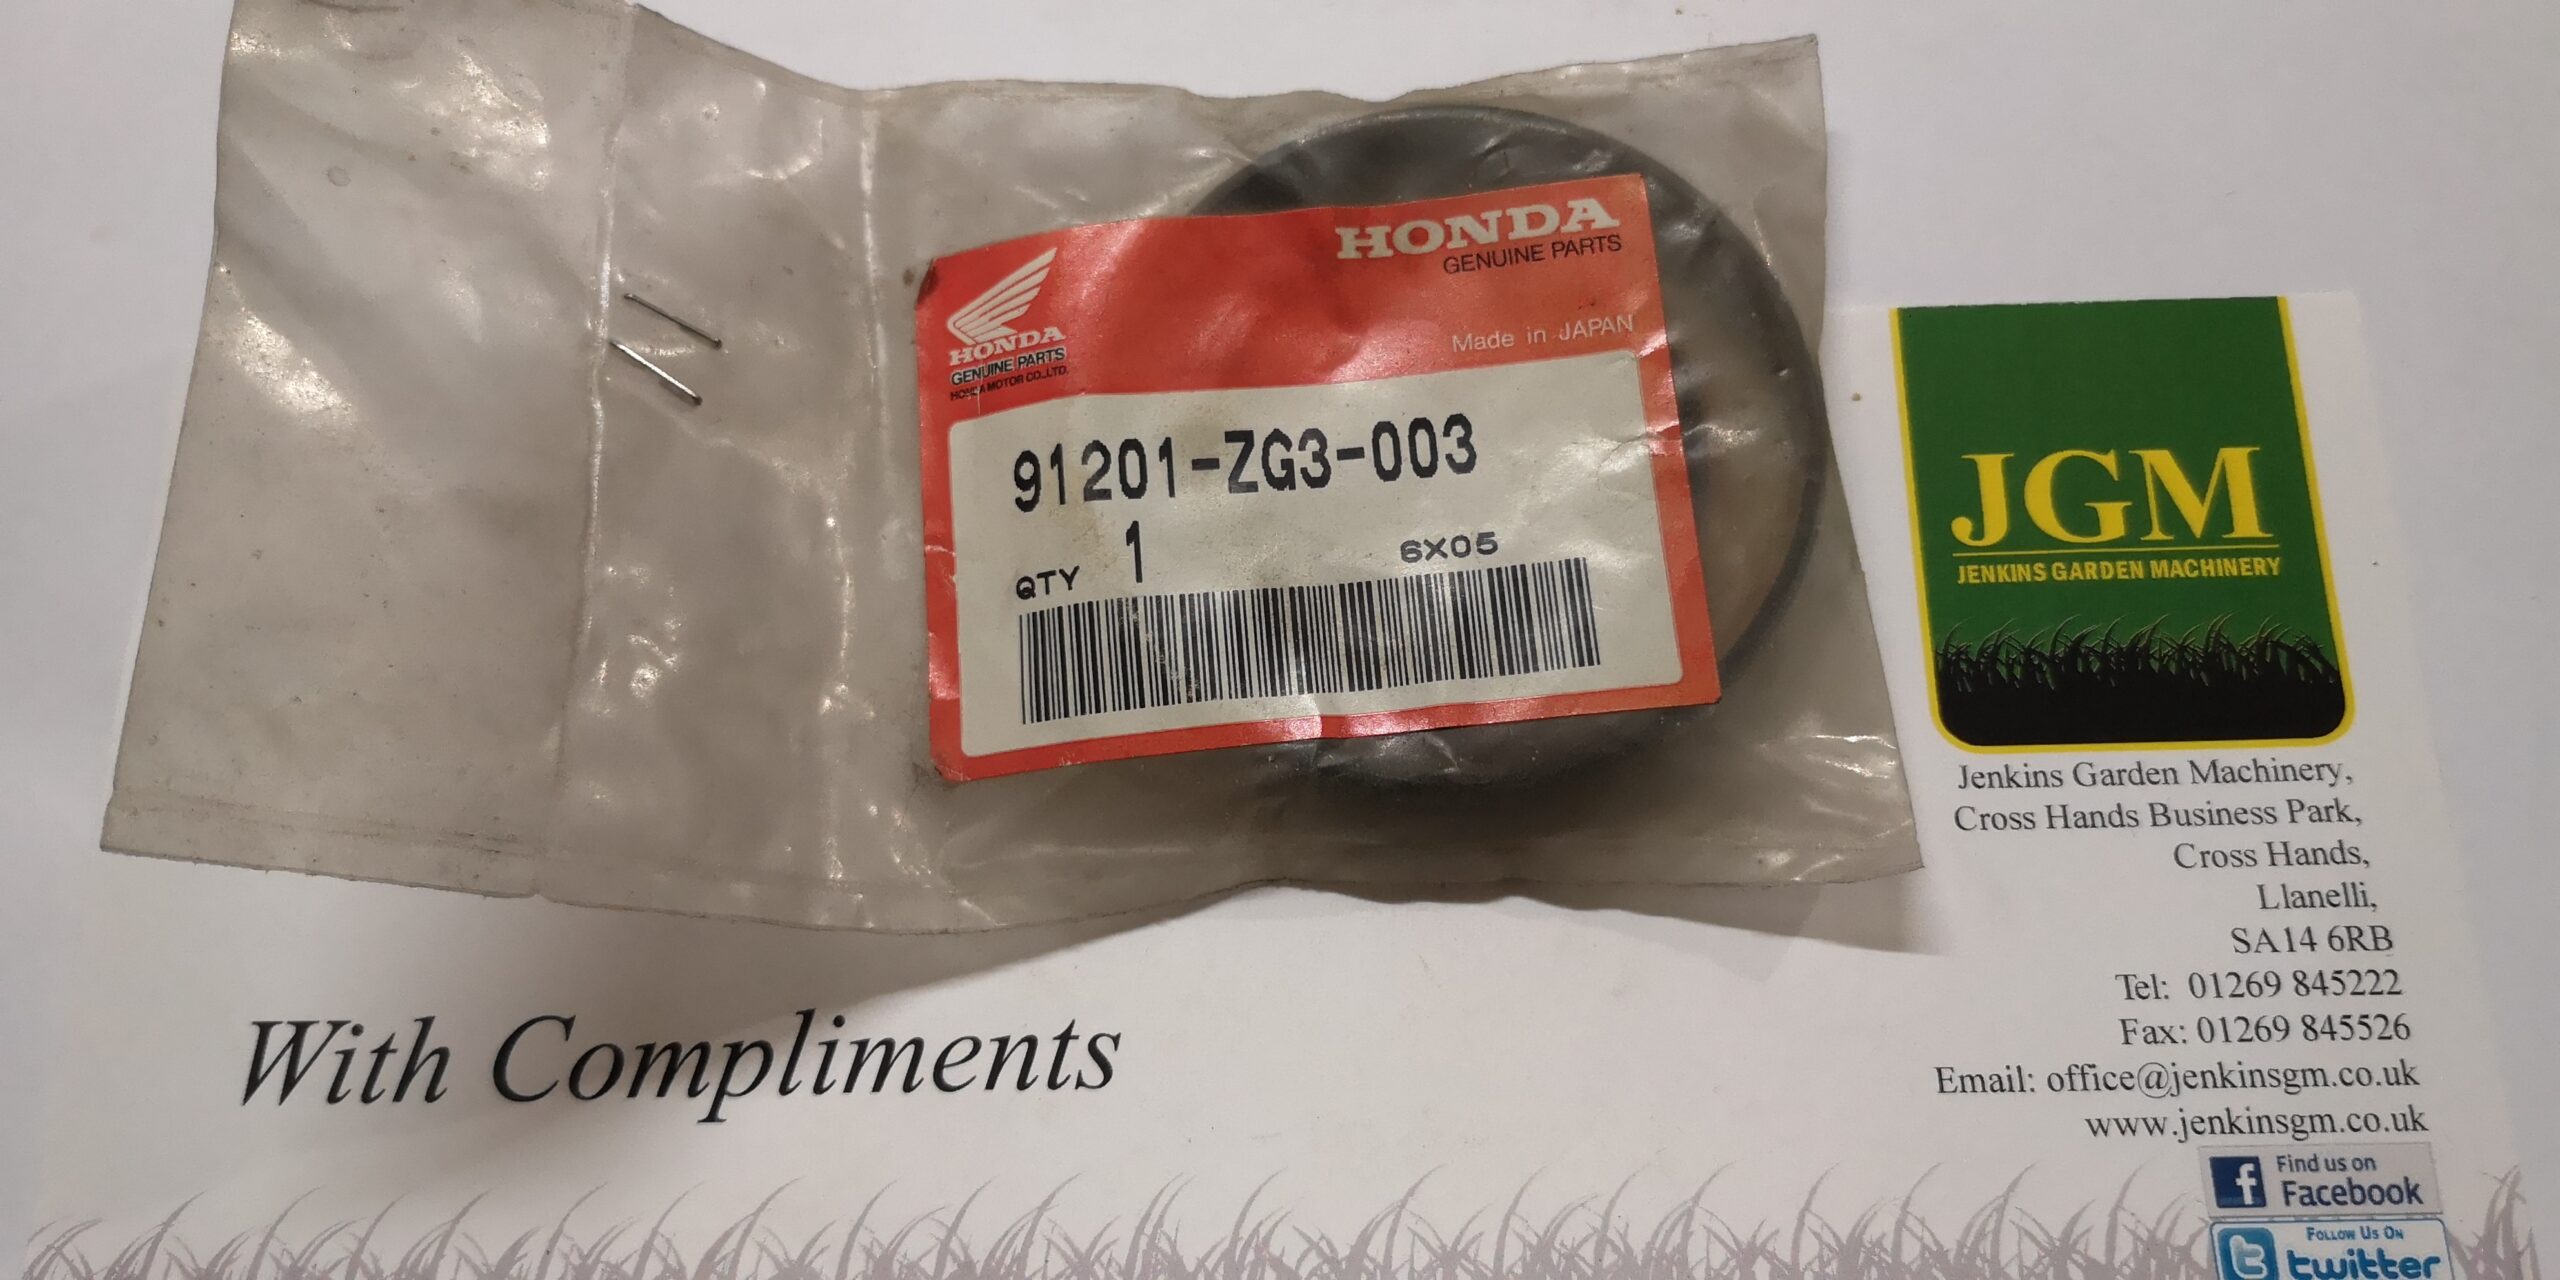 HONDA
GENUINE PARTS
Made in JAPAN
HONDA
GENUINE PARTS
HONDA MOTOR CO.,LTD.
91201-ZG3-003
QTY 1 6X05
JGM
JENKINS GARDEN MACHINERY
Jenkins Garden Machinery,
Cross Hands Business Park,
Cross Hands,
Llanelli,
SA14 6RB
Tel: 01269 845222
Fax: 01269 845526
Email: office@jenkinsgm.co.uk
www.jenkinsgm.co.uk
With Compliments
f Find us on
Facebook
t Follow Us On
twitter